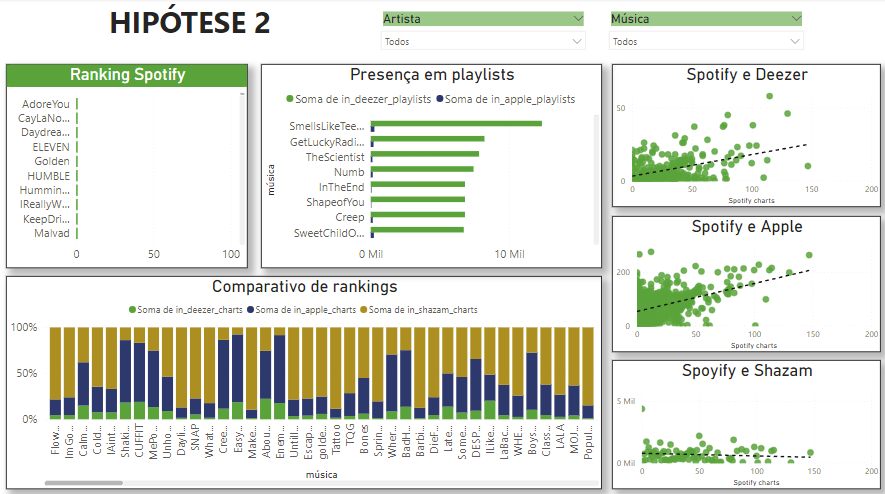 HIPÓTESE 2
Artista
Todos
Música
Todos
Ranking Spotify
AdoreYou
CayLaNo...
Daydrea...
ELEVEN
Golden
HUMBLE
Hummin...
IReallyW...
KeepDri...
Malvad
0 50 100
Presença em playlists
Soma de in_deezer_playlists Soma de in_apple_playlists
música
SmellsLikeTee...
GetLuckyRadi...
TheScientist
Numb
InTheEnd
ShapeofYou
Creep
SweetChildO...
0 Mil 10 Mil
Spotify e Deezer
50
0
0 50 100 200
Spotify charts
Spotify e Apple
200
0
0 50 100 200
Spotify charts
Comparativo de rankings
Soma de in_deezer_charts Soma de in_apple_charts Soma de in_shazam_charts
100%
50%
0%
Flow...
ImGo...
Calm...
Cold...
IAint...
Shaki...
CUFFIT
MePo...
Unho...
Dayli...
SNAP
What...
Cree...
Easy...
Make...
Abou...
Enem...
Untill...
Escap...
golde...
Tattoo
TQG
Bones
Sprin...
Wher...
BadH...
Barbi...
DieF...
Late...
Some...
DESP...
ILike...
LaBac...
WHE...
Boys...
Class...
LALA
MOJ...
Popul...
música
Spoyify e Shazam
5 Mil
0 Mil
0 50 100 150 200
Spotify charts